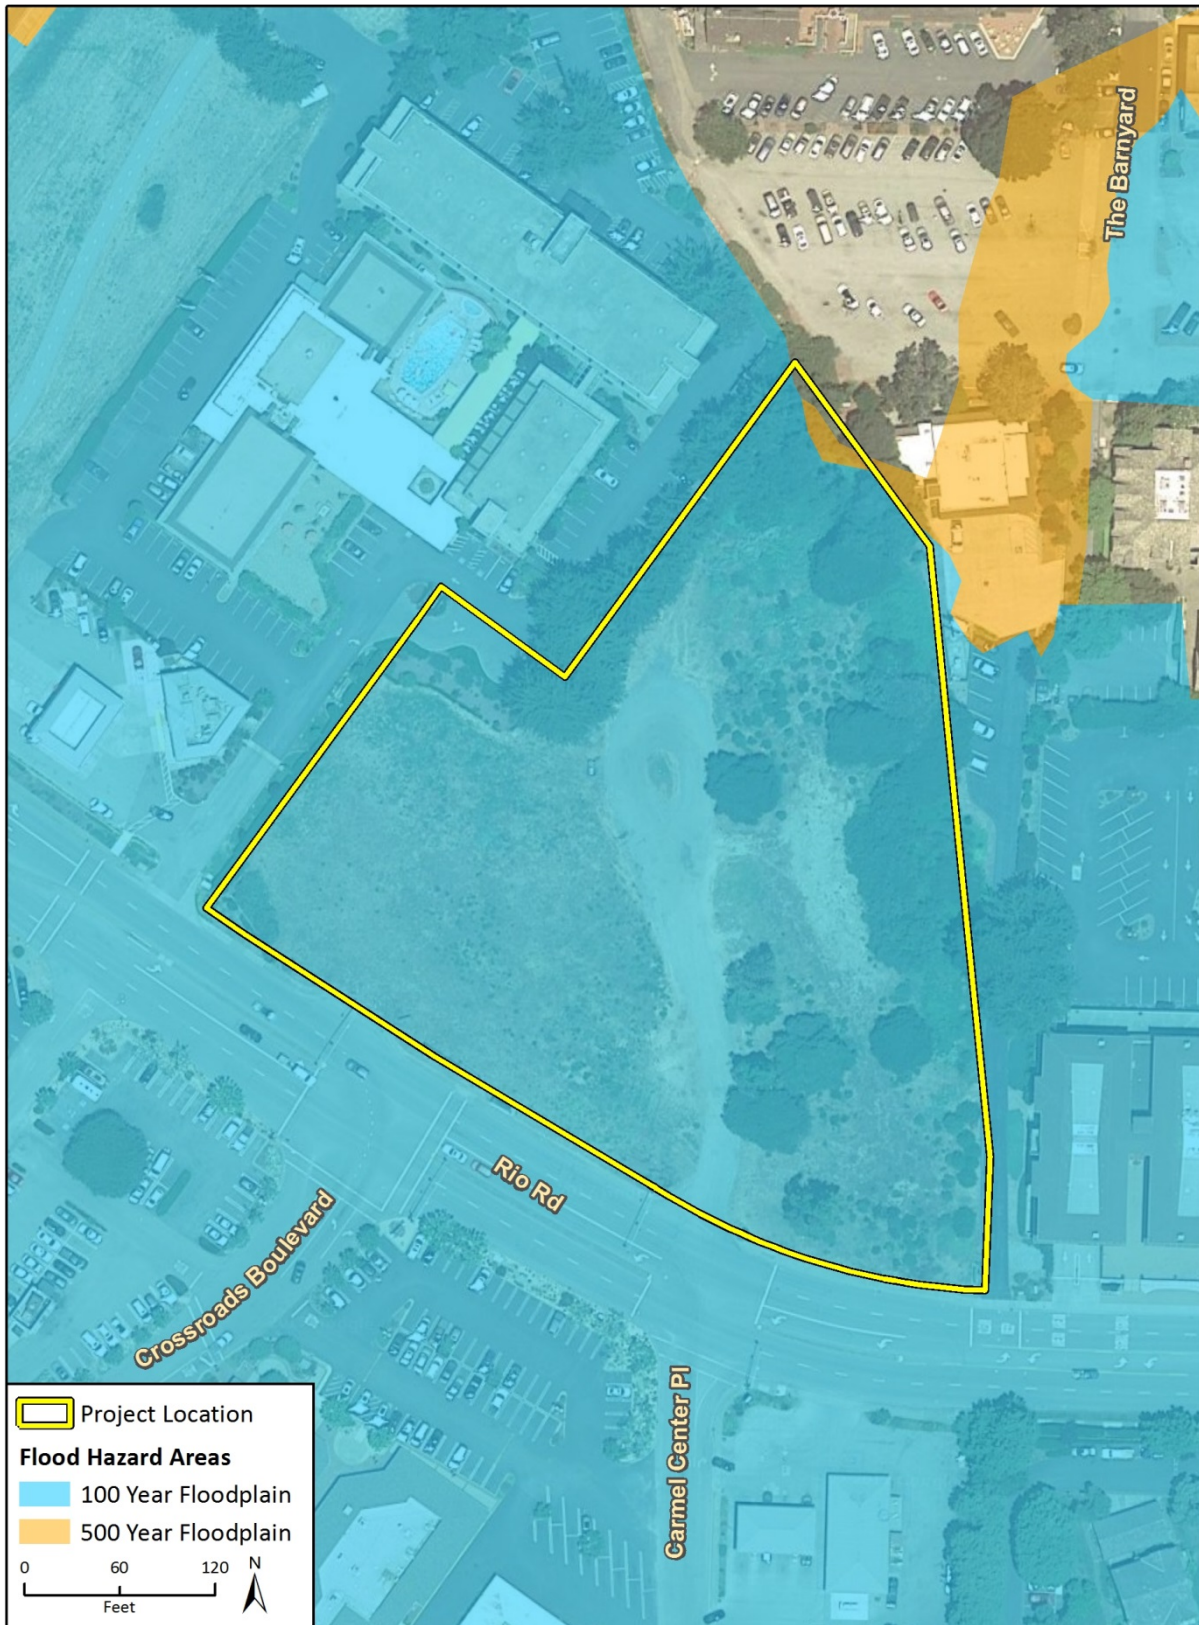 The Barnyard
Rio Rd
Crossroads Boulevard
Carmel Center Pl
Project Location
Flood Hazard Areas
100 Year Floodplain
500 Year Floodplain
0 60 120 N
Feet